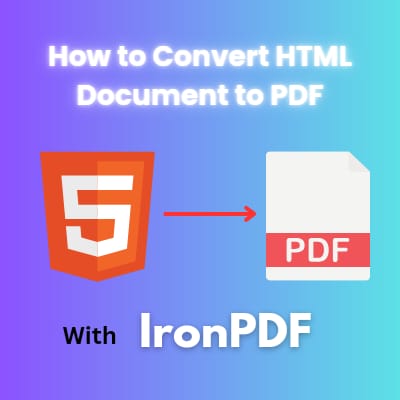 How to Convert HTML
Document to PDF
5
PDF
With IronPDF